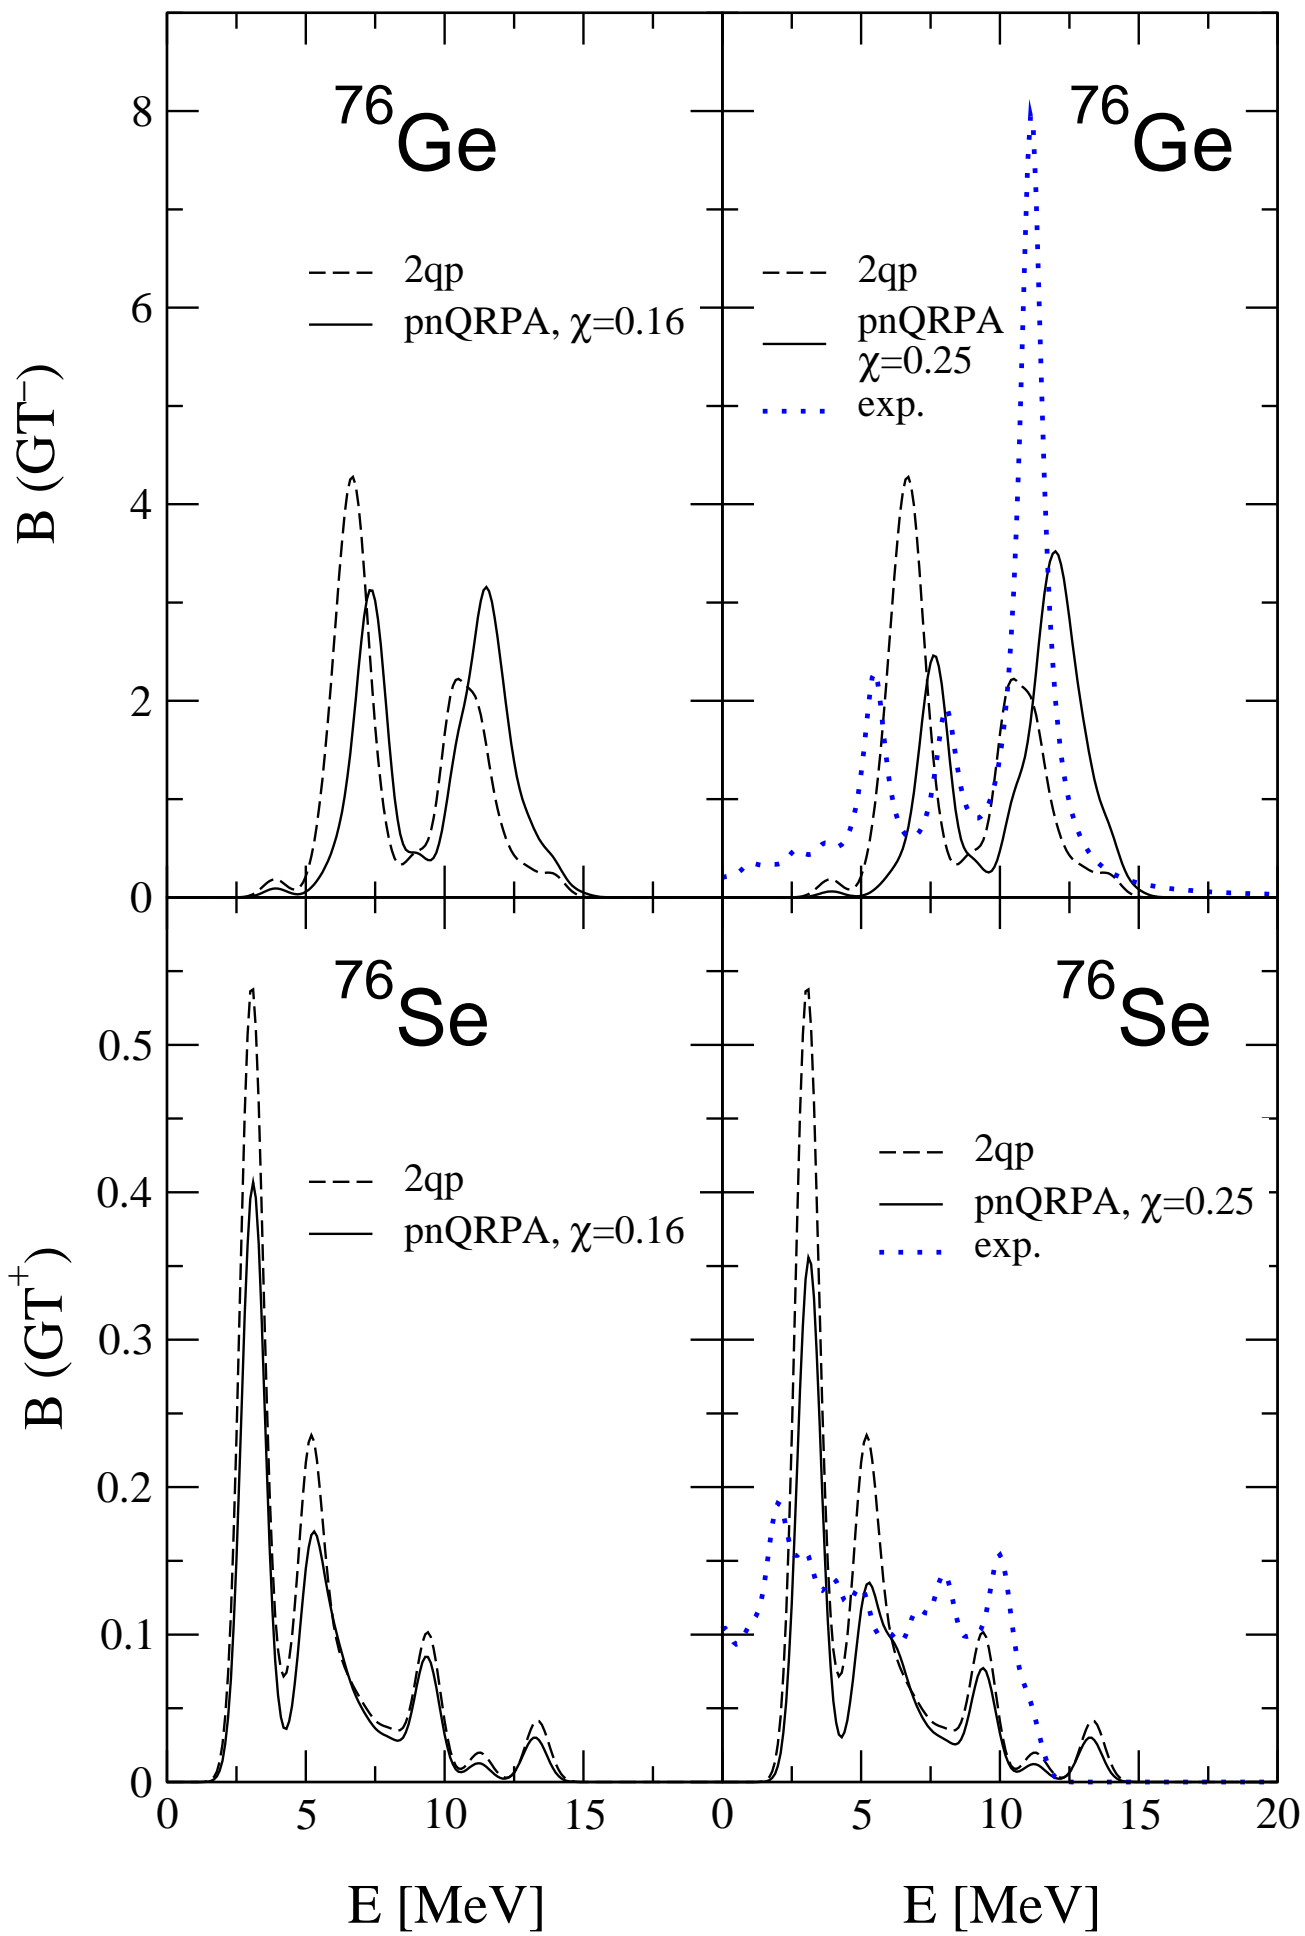 ⁷⁶Ge
2qp
pnQRPA, χ=0.16
8
6
4
2
0
B (GT⁻)
⁷⁶Ge
2qp
pnQRPA
χ=0.25
exp.
⁷⁶Se
2qp
pnQRPA, χ=0.16
0.5
0.4
0.3
0.2
0.1
0
B (GT⁺)
0 5 10 15
E [MeV]
⁷⁶Se
2qp
pnQRPA, χ=0.25
exp.
0 5 10 15 20
E [MeV]